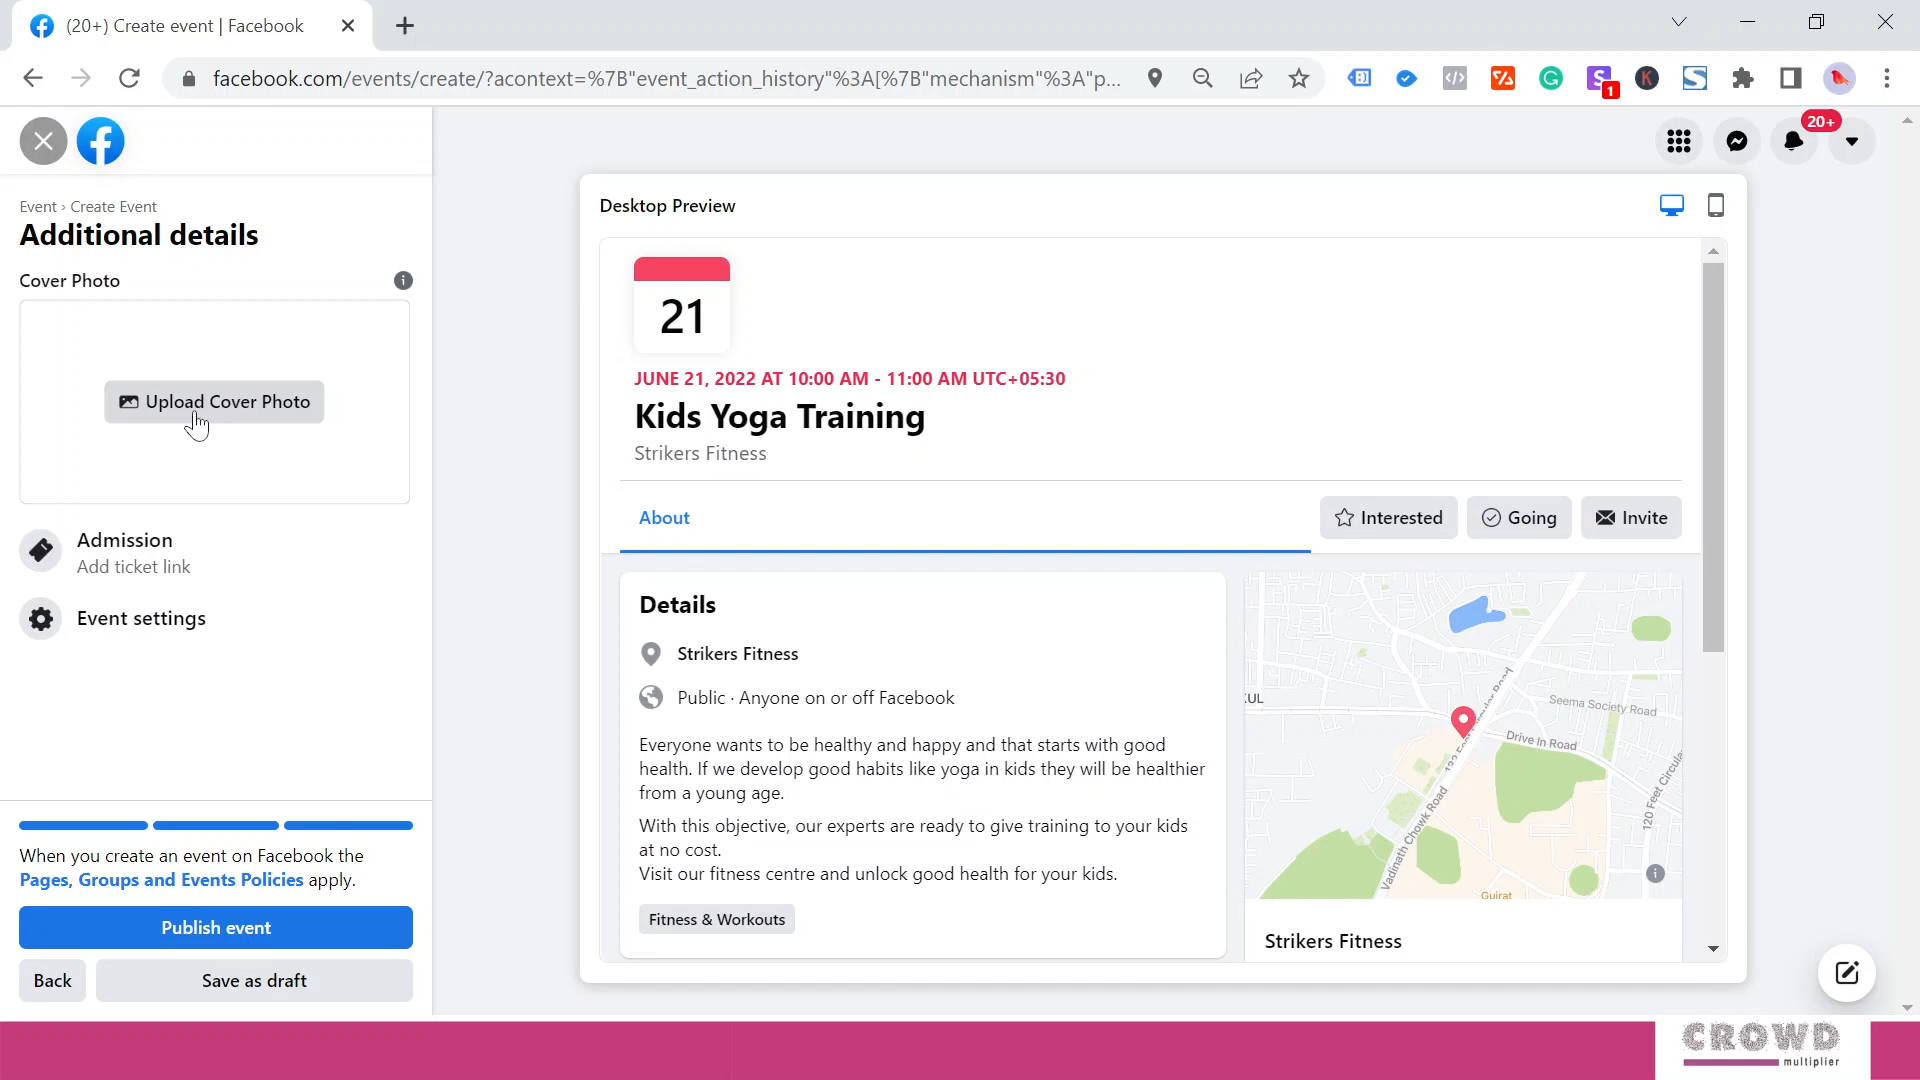 (20+) Create event | Facebook
facebook.com/events/create/?acontext=%7B"event_action_history"%3A[%7B"mechanism"%3A"p...
1
20+
Event › Create Event
Additional details
Cover Photo
Upload Cover Photo
Admission
Add ticket link
Event settings
When you create an event on Facebook the
Pages, Groups and Events Policies apply.
Publish event
Back
Save as draft
Desktop Preview
21
JUNE 21, 2022 AT 10:00 AM - 11:00 AM UTC+05:30
Kids Yoga Training
Strikers Fitness
About
Interested
Going
Invite
Details
Strikers Fitness
Public · Anyone on or off Facebook
Everyone wants to be healthy and happy and that starts with good
health. If we develop good habits like yoga in kids they will be healthier
from a young age.
With this objective, our experts are ready to give training to your kids
at no cost.
Visit our fitness centre and unlock good health for your kids.
Fitness & Workouts
Seema Society Road
Drive In Road
Vadinath Chowk Road
120 Feet Circula
Gujrat
Strikers Fitness
CROWD
multiplier